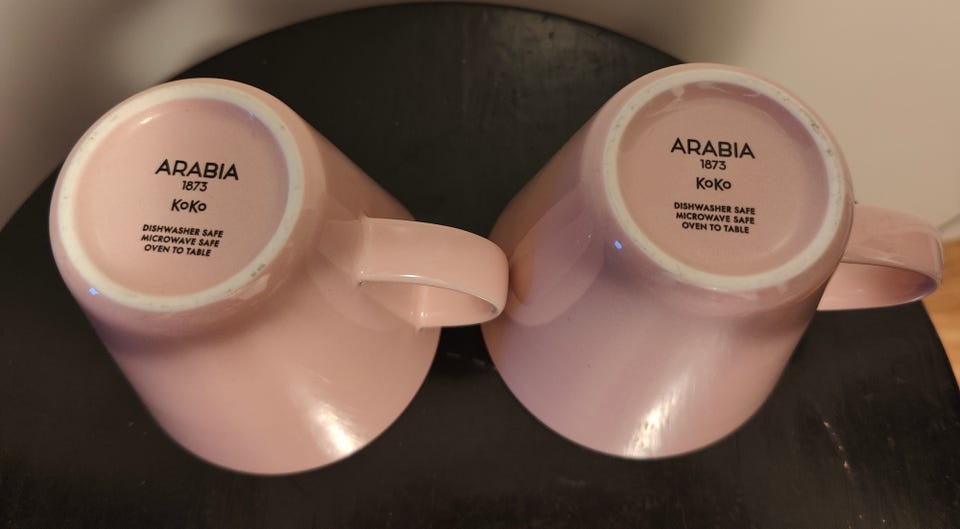 ARABIA
1873
KoKo
DISHWASHER SAFE
MICROWAVE SAFE
OVEN TO TABLE
ARABIA
1873
KoKo
DISHWASHER SAFE
MICROWAVE SAFE
OVEN TO TABLE